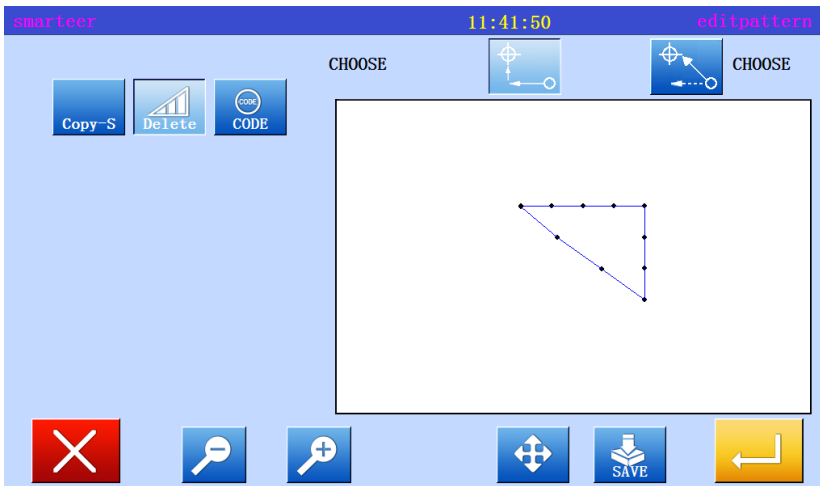 smarteer 11:41:50 editpattern
CHOOSE CHOOSE
Copy-S Delete CODE CODE
SAVE